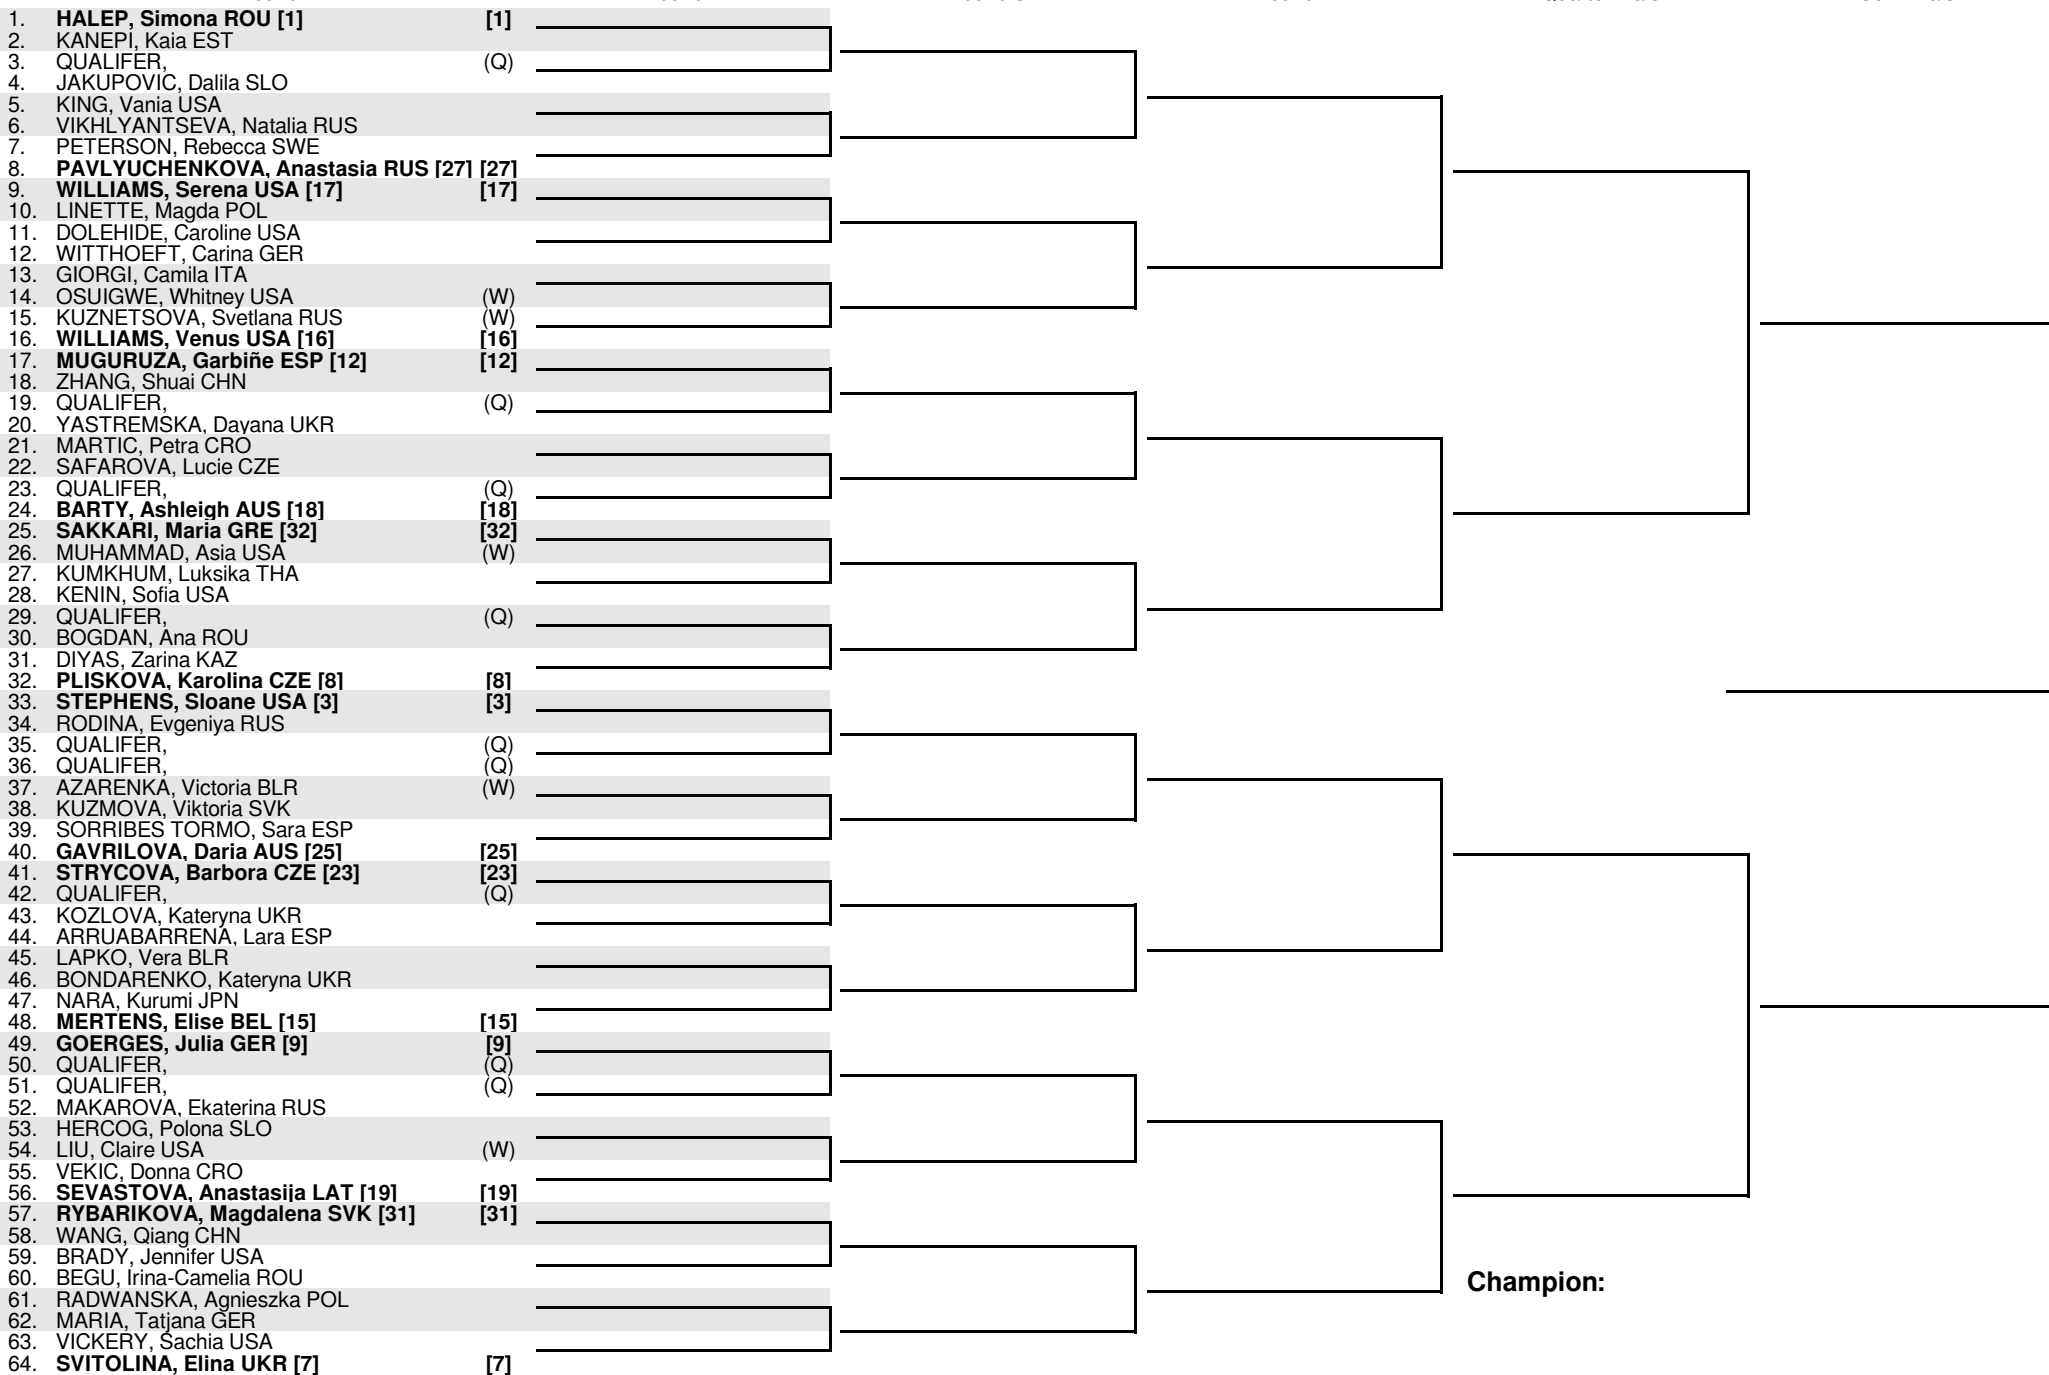 1. HALEP, Simona ROU [1] [1]
2. KANEPI, Kaia EST
3. QUALIFER, (Q)
4. JAKUPOVIC, Dalila SLO
5. KING, Vania USA
6. VIKHLYANTSEVA, Natalia RUS
7. PETERSON, Rebecca SWE
8. PAVLYUCHENKOVA, Anastasia RUS [27] [27]
9. WILLIAMS, Serena USA [17] [17]
10. LINETTE, Magda POL
11. DOLEHIDE, Caroline USA
12. WITTHOEFT, Carina GER
13. GIORGI, Camila ITA
14. OSUIGWE, Whitney USA (W)
15. KUZNETSOVA, Svetlana RUS (W)
16. WILLIAMS, Venus USA [16] [16]
17. MUGURUZA, Garbiñe ESP [12] [12]
18. ZHANG, Shuai CHN
19. QUALIFER, (Q)
20. YASTREMSKA, Dayana UKR
21. MARTIC, Petra CRO
22. SAFAROVA, Lucie CZE
23. QUALIFER, (Q)
24. BARTY, Ashleigh AUS [18] [18]
25. SAKKARI, Maria GRE [32] [32]
26. MUHAMMAD, Asia USA (W)
27. KUMKHUM, Luksika THA
28. KENIN, Sofia USA
29. QUALIFER, (Q)
30. BOGDAN, Ana ROU
31. DIYAS, Zarina KAZ
32. PLISKOVA, Karolina CZE [8] [8]
33. STEPHENS, Sloane USA [3] [3]
34. RODINA, Evgeniya RUS
35. QUALIFER, (Q)
36. QUALIFER, (Q)
37. AZARENKA, Victoria BLR (W)
38. KUZMOVA, Viktoria SVK
39. SORRIBES TORMO, Sara ESP
40. GAVRILOVA, Daria AUS [25] [25]
41. STRYCOVA, Barbora CZE [23] [23]
42. QUALIFER, (Q)
43. KOZLOVA, Kateryna UKR
44. ARRUABARRENA, Lara ESP
45. LAPKO, Vera BLR
46. BONDARENKO, Kateryna UKR
47. NARA, Kurumi JPN
48. MERTENS, Elise BEL [15] [15]
49. GOERGES, Julia GER [9] [9]
50. QUALIFER, (Q)
51. QUALIFER, (Q)
52. MAKAROVA, Ekaterina RUS
53. HERCOG, Polona SLO
54. LIU, Claire USA (W)
55. VEKIC, Donna CRO
56. SEVASTOVA, Anastasija LAT [19] [19]
57. RYBARIKOVA, Magdalena SVK [31] [31]
58. WANG, Qiang CHN
59. BRADY, Jennifer USA
60. BEGU, Irina-Camelia ROU
Champion:
61. RADWANSKA, Agnieszka POL
62. MARIA, Tatjana GER
63. VICKERY, Sachia USA
64. SVITOLINA, Elina UKR [7] [7]